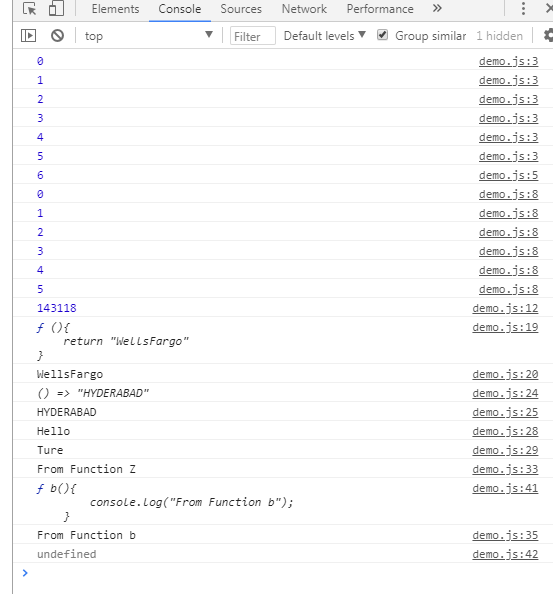 Elements Console Sources Network Performance »
top ▼ Filter Default levels ▼ Group similar 1 hidden
0 demo.js:3
1 demo.js:3
2 demo.js:3
3 demo.js:3
4 demo.js:3
5 demo.js:3
6 demo.js:5
0 demo.js:8
1 demo.js:8
2 demo.js:8
3 demo.js:8
4 demo.js:8
5 demo.js:8
143118 demo.js:12
ƒ (){ demo.js:19
return "WellsFargo"
}
WellsFargo demo.js:20
() => "HYDERABAD" demo.js:24
HYDERABAD demo.js:25
Hello demo.js:28
Ture demo.js:29
From Function Z demo.js:33
ƒ b(){ demo.js:41
console.log("From Function b");
}
From Function b demo.js:35
undefined demo.js:42
>